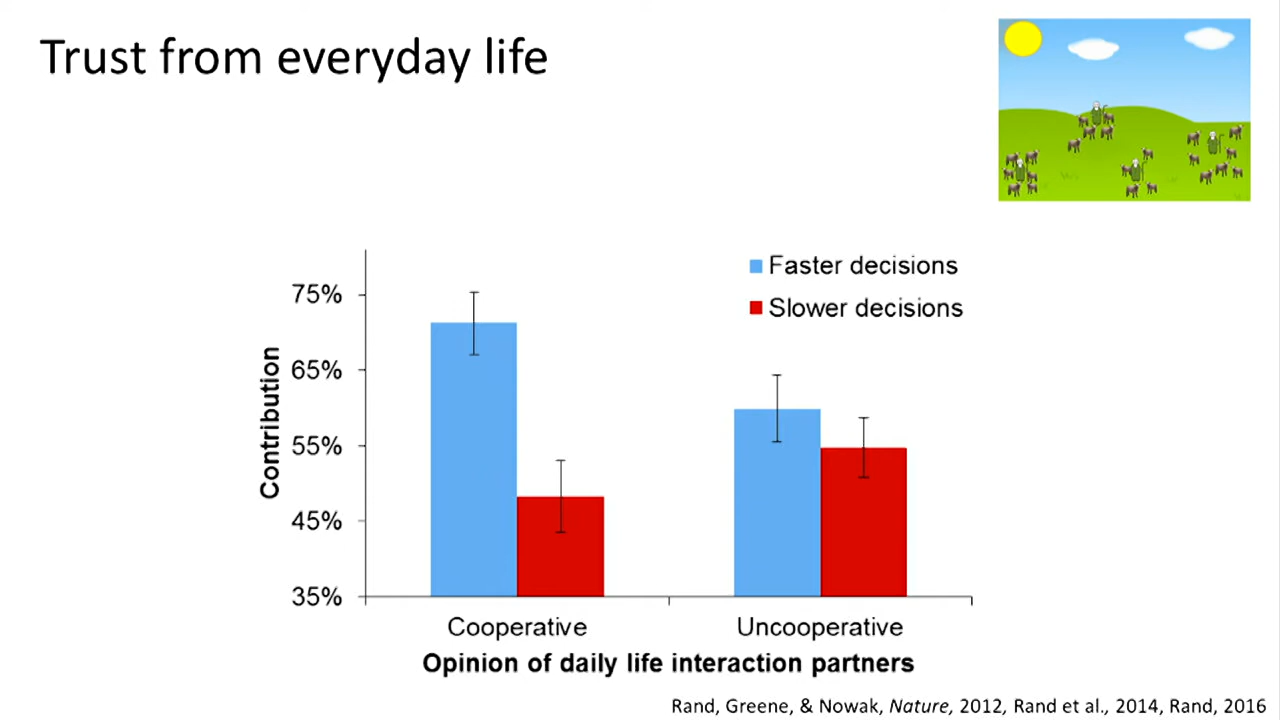 Trust from everyday life
Faster decisions
Slower decisions
75%
65%
55%
45%
35%
Contribution
Cooperative
Uncooperative
Opinion of daily life interaction partners
Rand, Greene, & Nowak, Nature, 2012, Rand et al., 2014, Rand, 2016